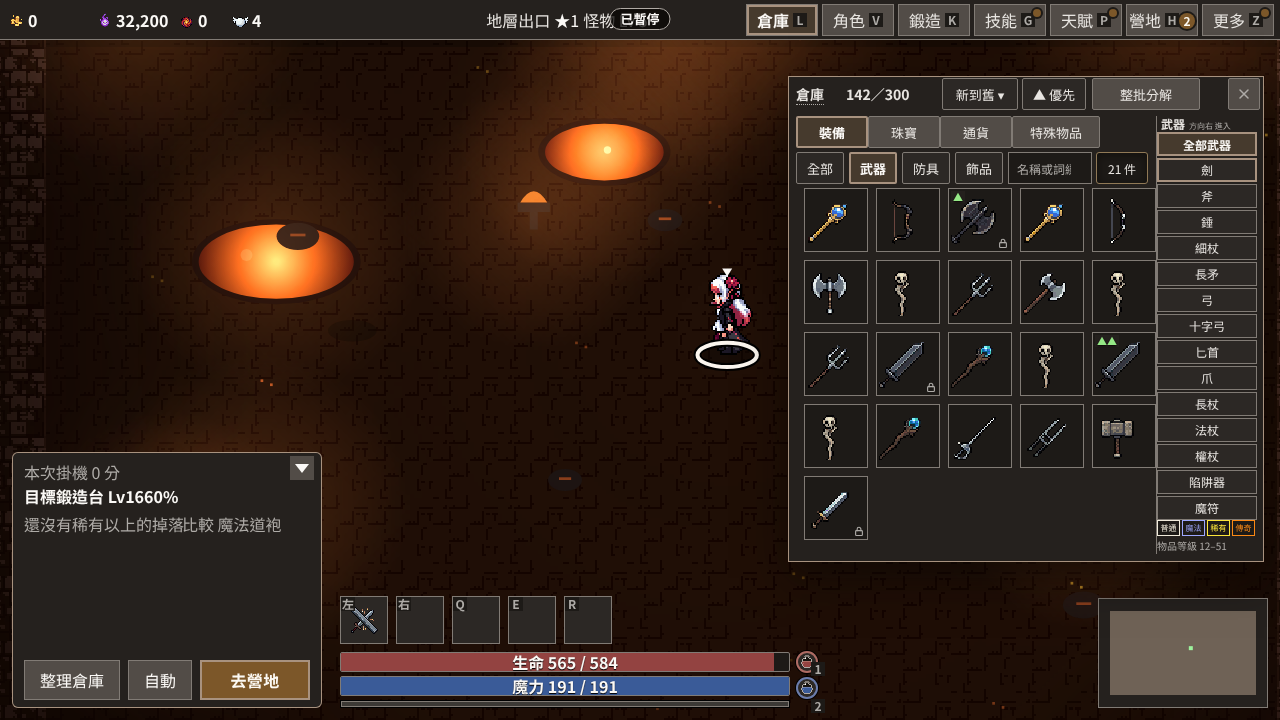 0
32,200
0
4
地層出口 ★1 怪物
已暫停
倉庫 L
角色 V
鍛造 K
技能 G
天賦 P
營地 H 2
更多 Z
倉庫 142／300
新到舊 ▾
▲優先
整批分解
✕
裝備
珠寶
通貨
特殊物品
全部
武器
防具
飾品
名稱或詞
21 件
武器 方向右 進入
全部武器
劍
斧
錘
細杖
長矛
弓
十字弓
匕首
爪
長杖
法杖
權杖
陷阱器
魔符
普通 魔法 稀有 傳奇
物品等級 12–51
本次掛機 0 分
目標鍛造台 Lv1660%
還沒有稀有以上的掉落比較 魔法道袍
整理倉庫
自動
去營地
左
右
Q
E
R
生命 565 / 584
1
魔力 191 / 191
2